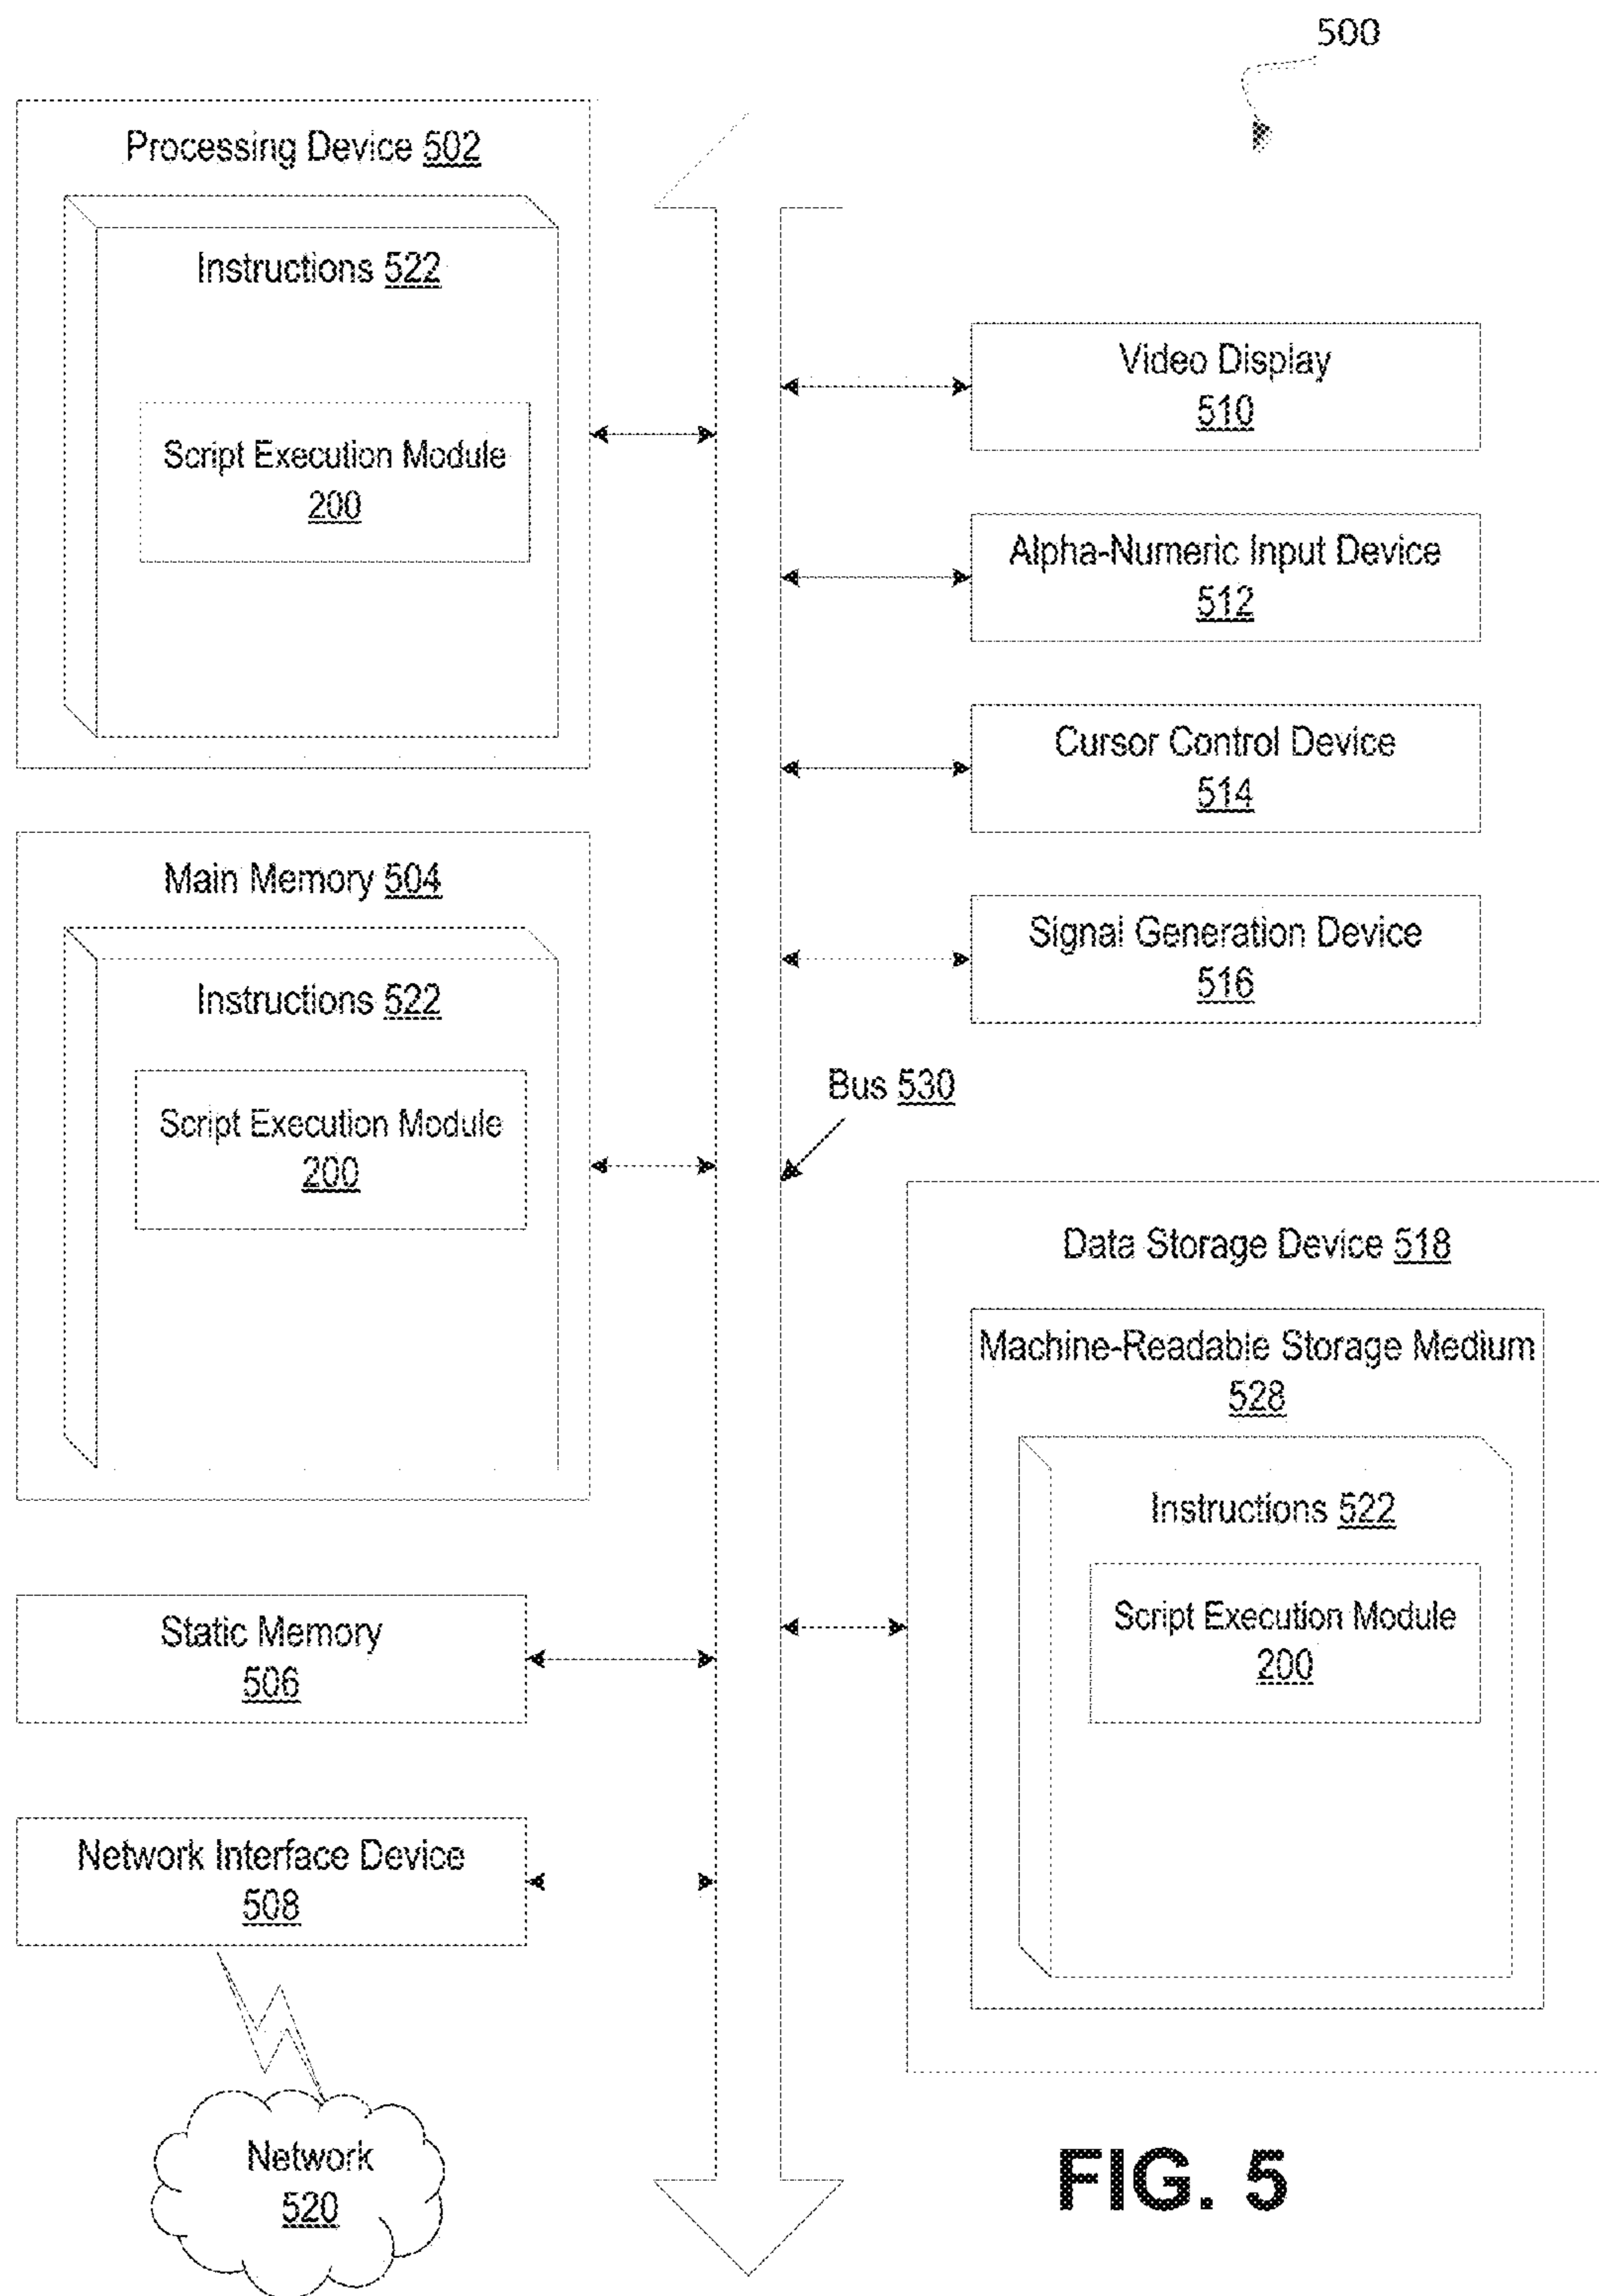 500
Processing Device 502
Instructions 522
Script Execution Module
200
Video Display
510
Alpha-Numeric Input Device
512
Cursor Control Device
514
Signal Generation Device
516
Main Memory 504
Instructions 522
Script Execution Module
200
Bus 530
Data Storage Device 518
Machine-Readable Storage Medium
528
Instructions 522
Script Execution Module
200
Static Memory
506
Network Interface Device
508
Network
520
FIG. 5